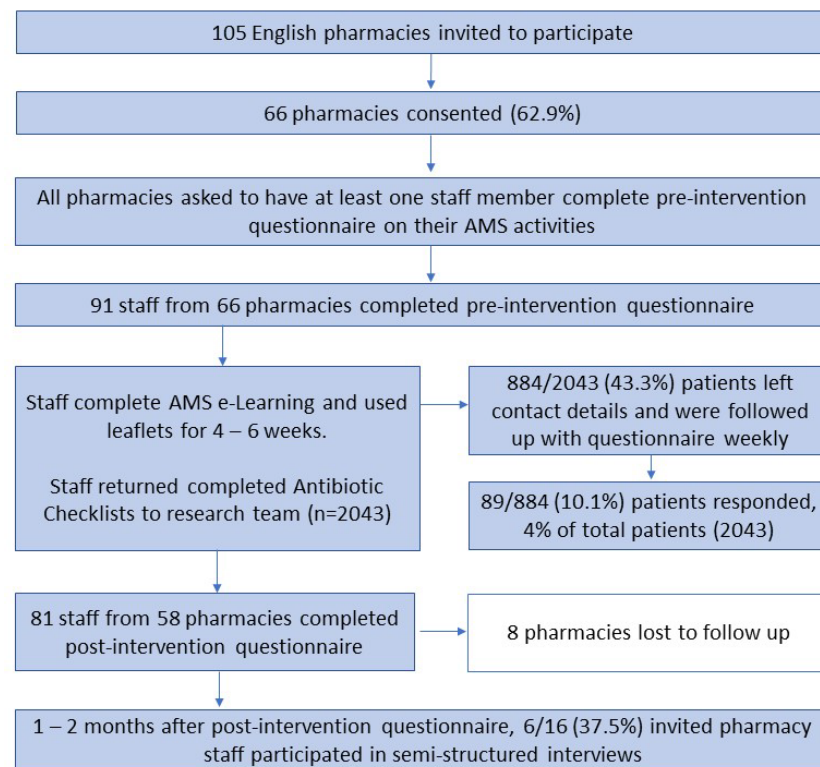 105 English pharmacies invited to participate
66 pharmacies consented (62.9%)
All pharmacies asked to have at least one staff member complete pre-intervention
questionnaire on their AMS activities
91 staff from 66 pharmacies completed pre-intervention questionnaire
Staff complete AMS e-Learning and used
leaflets for 4 – 6 weeks.
Staff returned completed Antibiotic
Checklists to research team (n=2043)
884/2043 (43.3%) patients left
contact details and were followed
up with questionnaire weekly
89/884 (10.1%) patients responded,
4% of total patients (2043)
81 staff from 58 pharmacies completed
post-intervention questionnaire
8 pharmacies lost to follow up
1 – 2 months after post-intervention questionnaire, 6/16 (37.5%) invited pharmacy
staff participated in semi-structured interviews